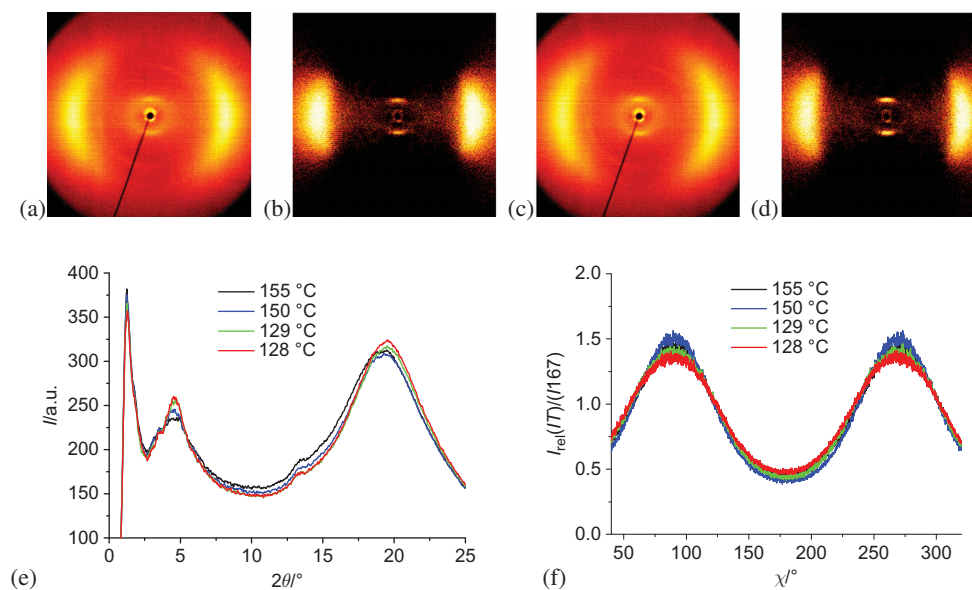 (a) (b) (c) (d)
400
350
300
250
200
150
100
I/a.u.
155 °C
150 °C
129 °C
128 °C
0 5 10 15 20 25
2θ/°
(e)
2.0
1.5
1.0
0.5
0.0
I_rel(IT)/(I167)
155 °C
150 °C
129 °C
128 °C
50 100 150 200 250 300
χ/°
(f)